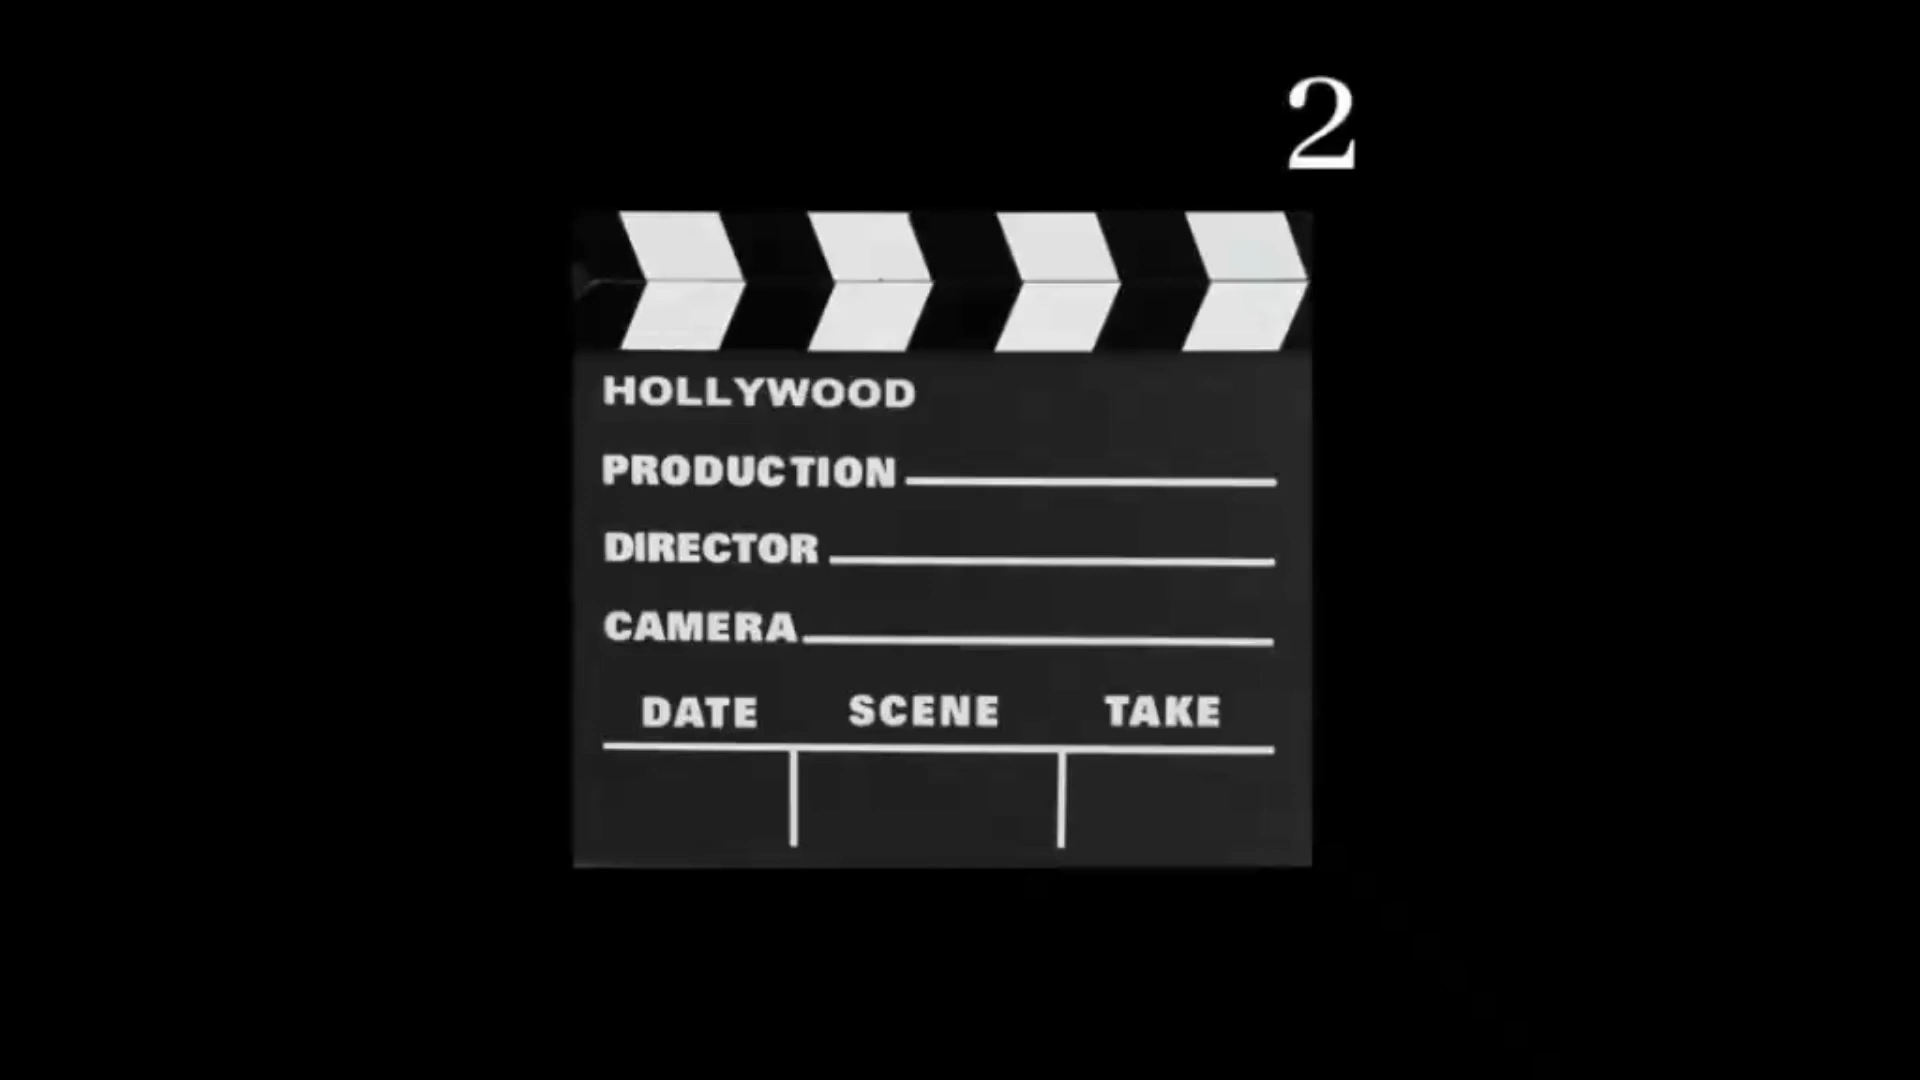 2
HOLLYWOOD
PRODUCTION
DIRECTOR
CAMERA
DATE SCENE TAKE